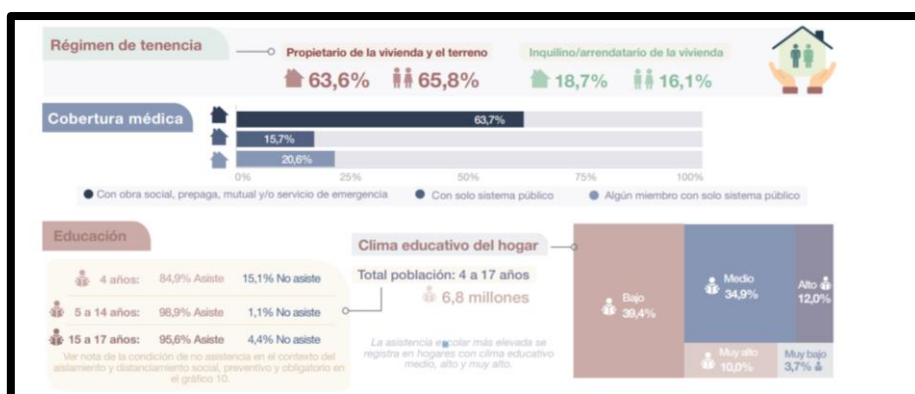 Régimen de tenencia
Propietario de la vivienda y el terreno
63,6% 65,8%
Inquilino/arrendatario de la vivienda
18,7% 16,1%
Cobertura médica
63,7%
15,7%
20,6%
0% 25% 50% 75% 100%
Con obra social, prepaga, mutual y/o servicio de emergencia
Con solo sistema público
Algún miembro con solo sistema público
Educación
4 años: 84,9% Asiste 15,1% No asiste
5 a 14 años: 98,9% Asiste 1,1% No asiste
15 a 17 años: 95,6% Asiste 4,4% No asiste
Ver nota de la condición de no asistencia en el contexto del
aislamiento y distanciamiento social, preventivo y obligatorio en
el gráfico 10.
Clima educativo del hogar
Total población: 4 a 17 años
6,8 millones
La asistencia escolar más elevada se
registra en hogares con clima educativo
medio, alto y muy alto.
Bajo
39,4%
Medio
34,9%
Alto
12,0%
Muy alto
10,0%
Muy bajo
3,7%